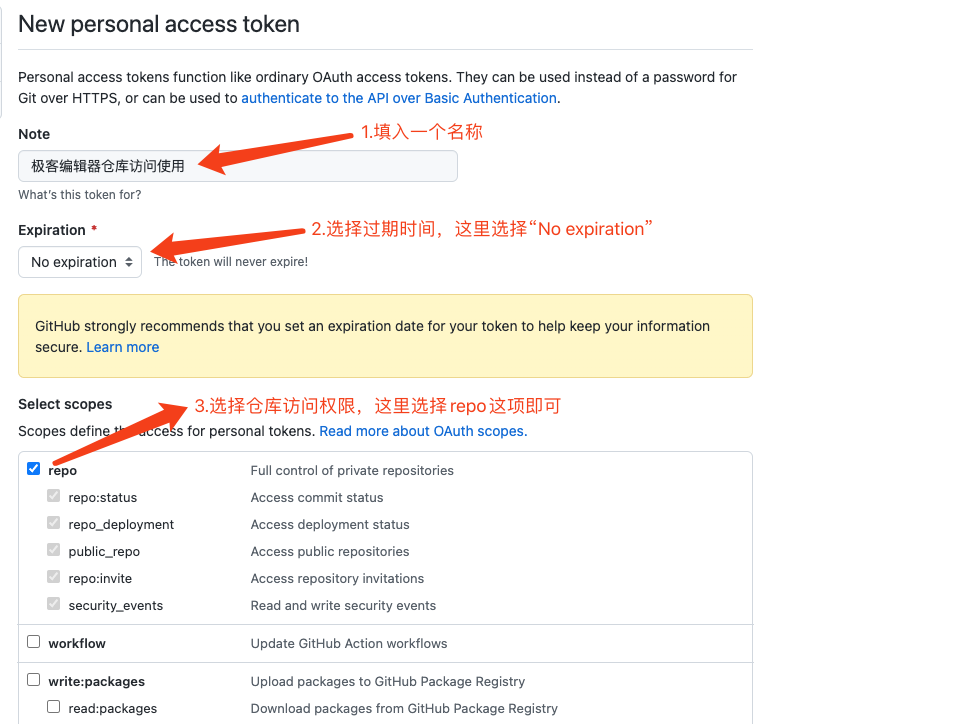 New personal access token
Personal access tokens function like ordinary OAuth access tokens. They can be used instead of a password for
Git over HTTPS, or can be used to authenticate to the API over Basic Authentication.
Note
1.填入一个名称
极客编辑器仓库访问使用
What's this token for?
Expiration *
2.选择过期时间，这里选择“No expiration”
No expiration
The token will never expire!
GitHub strongly recommends that you set an expiration date for your token to help keep your information
secure. Learn more
Select scopes
3.选择仓库访问权限，这里选择repo这项即可
Scopes define the access for personal tokens. Read more about OAuth scopes.
repo Full control of private repositories
repo:status Access commit status
repo_deployment Access deployment status
public_repo Access public repositories
repo:invite Access repository invitations
security_events Read and write security events
workflow Update GitHub Action workflows
write:packages Upload packages to GitHub Package Registry
read:packages Download packages from GitHub Package Registry